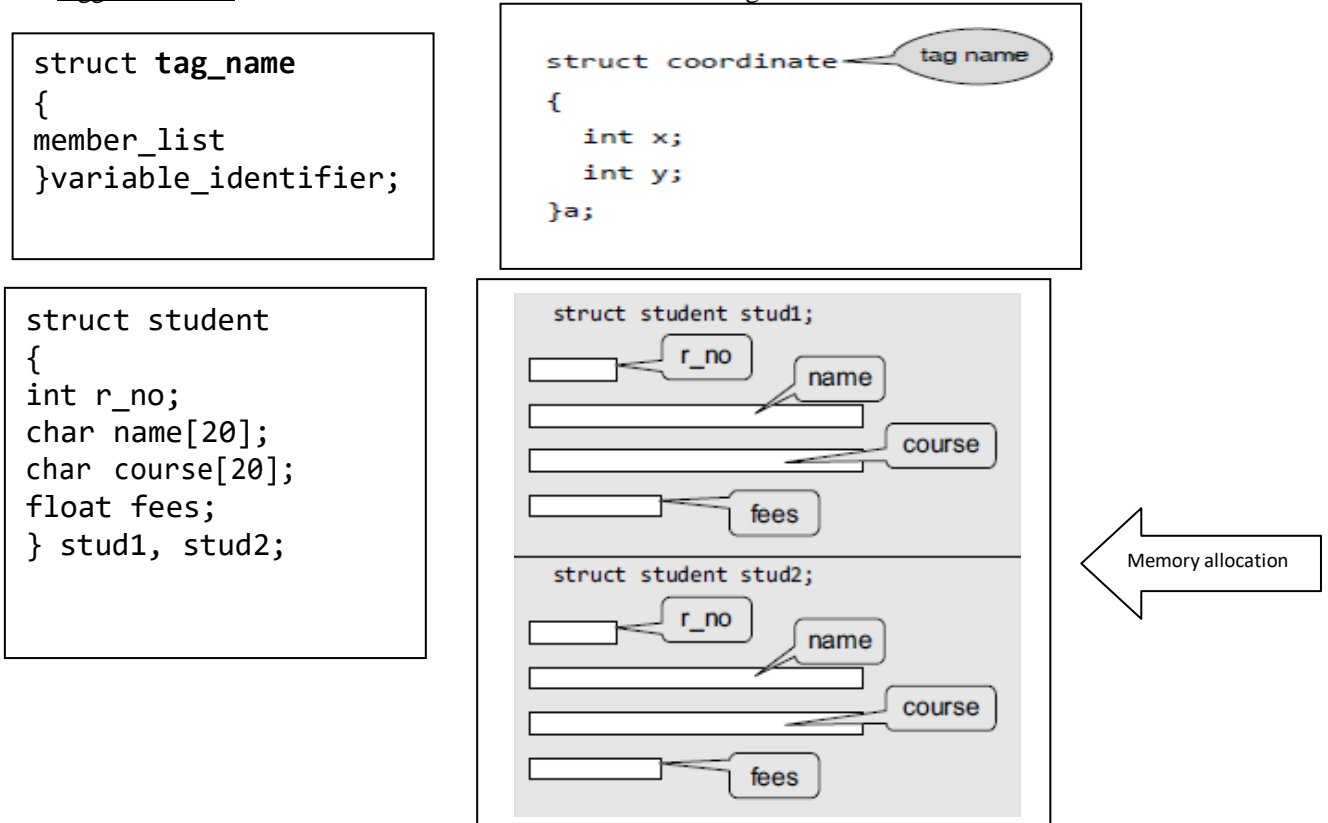 struct tag_name
{
member_list
}variable_identifier;
struct coordinate
tag name
{
int x;
int y;
}a;
struct student
{
int r_no;
char name[20];
char course[20];
float fees;
} stud1, stud2;
struct student stud1;
r_no
name
course
fees
struct student stud2;
r_no
name
course
fees
Memory allocation